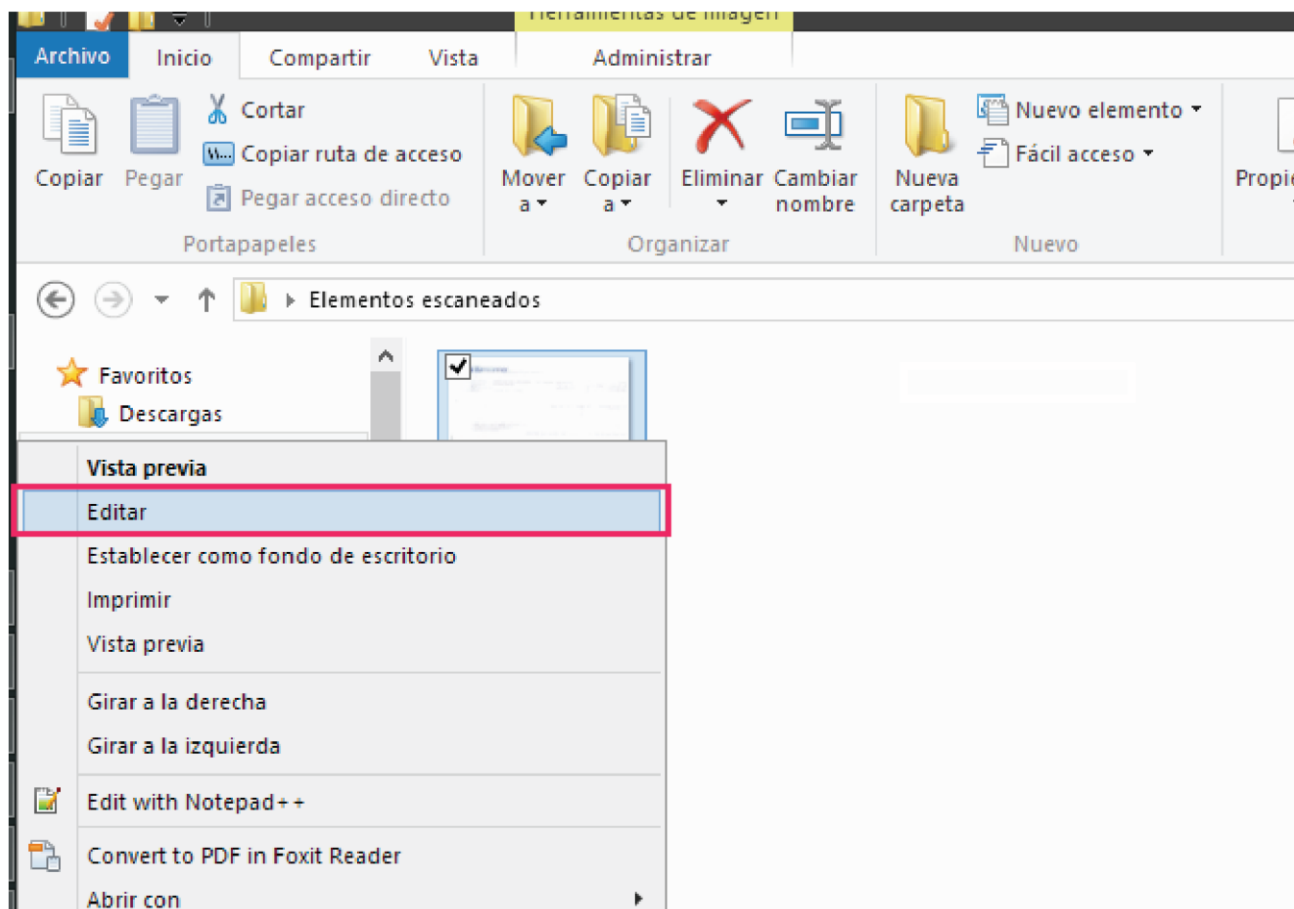 Herramientas de imagen
Archivo Inicio Compartir Vista Administrar
Copiar
Pegar
Cortar
Copiar ruta de acceso
Pegar acceso directo
Portapapeles
Mover a
Copiar a
Eliminar
Cambiar nombre
Organizar
Nueva carpeta
Nuevo elemento
Fácil acceso
Nuevo
Elementos escaneados
Favoritos
Descargas
Vista previa
Editar
Establecer como fondo de escritorio
Imprimir
Vista previa
Girar a la derecha
Girar a la izquierda
Edit with Notepad++
Convert to PDF in Foxit Reader
Abrir con